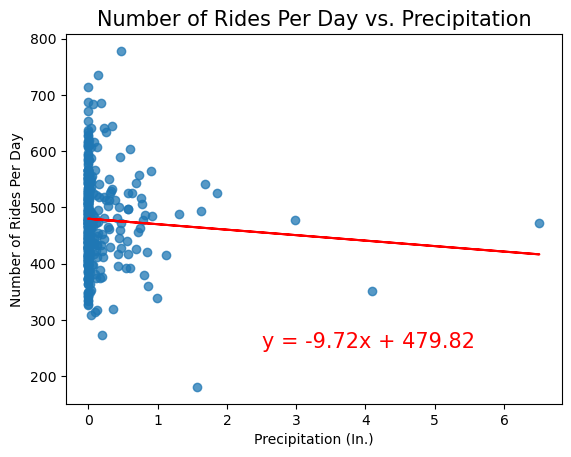 Number of Rides Per Day vs. Precipitation
800
700
600
500
400
300
200
Number of Rides Per Day
y = -9.72x + 479.82
0 1 2 3 4 5 6
Precipitation (In.)